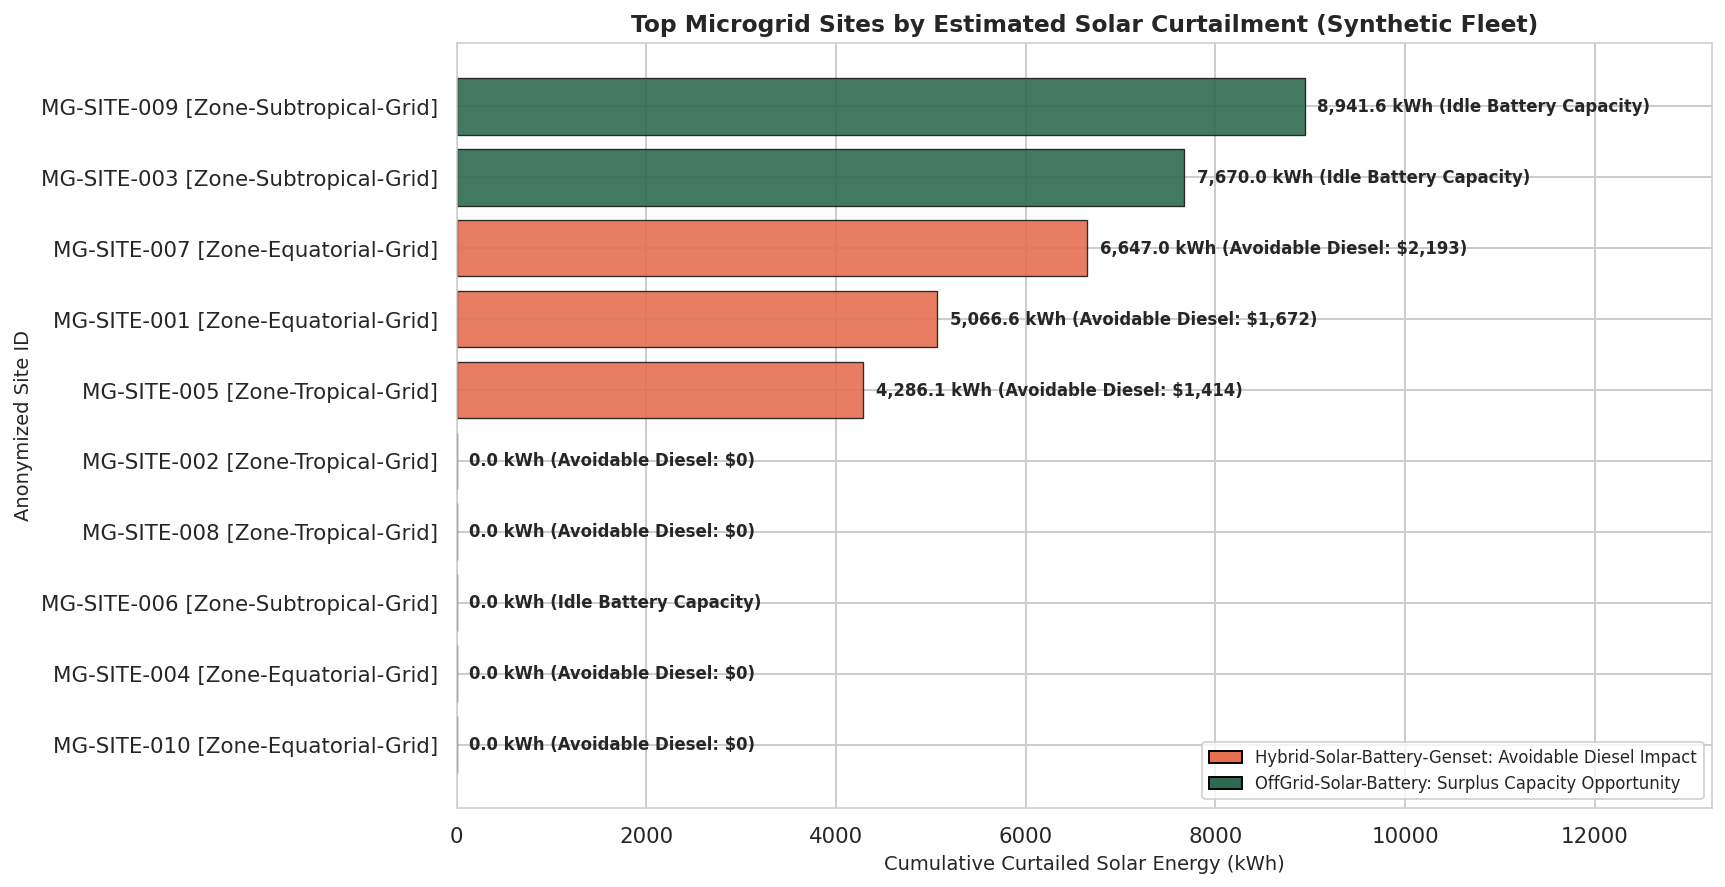 Top Microgrid Sites by Estimated Solar Curtailment (Synthetic Fleet)
Anonymized Site ID
MG-SITE-009 [Zone-Subtropical-Grid] 8,941.6 kWh (Idle Battery Capacity)
MG-SITE-003 [Zone-Subtropical-Grid] 7,670.0 kWh (Idle Battery Capacity)
MG-SITE-007 [Zone-Equatorial-Grid] 6,647.0 kWh (Avoidable Diesel: $2,193)
MG-SITE-001 [Zone-Equatorial-Grid] 5,066.6 kWh (Avoidable Diesel: $1,672)
MG-SITE-005 [Zone-Tropical-Grid] 4,286.1 kWh (Avoidable Diesel: $1,414)
MG-SITE-002 [Zone-Tropical-Grid] 0.0 kWh (Avoidable Diesel: $0)
MG-SITE-008 [Zone-Tropical-Grid] 0.0 kWh (Avoidable Diesel: $0)
MG-SITE-006 [Zone-Subtropical-Grid] 0.0 kWh (Idle Battery Capacity)
MG-SITE-004 [Zone-Equatorial-Grid] 0.0 kWh (Avoidable Diesel: $0)
MG-SITE-010 [Zone-Equatorial-Grid] 0.0 kWh (Avoidable Diesel: $0)
Hybrid-Solar-Battery-Genset: Avoidable Diesel Impact
OffGrid-Solar-Battery: Surplus Capacity Opportunity
0 2000 4000 6000 8000 10000 12000
Cumulative Curtailed Solar Energy (kWh)